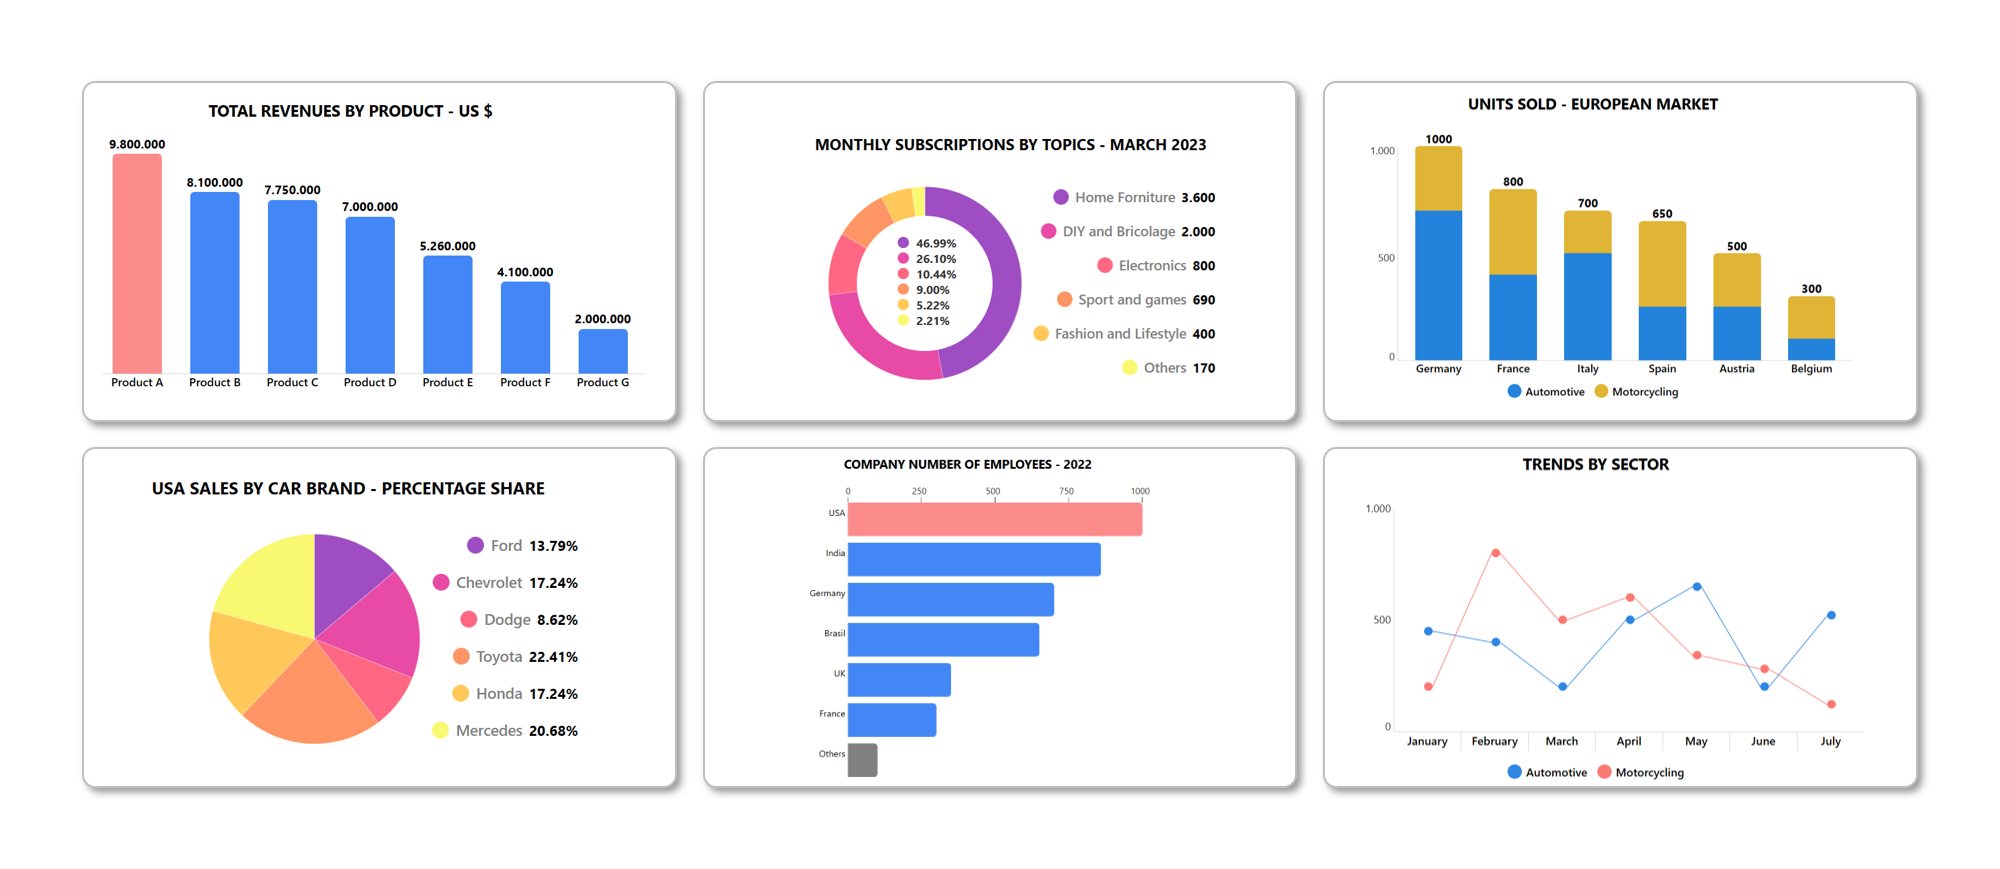 TOTAL REVENUES BY PRODUCT - US $
9.800.000
8.100.000
7.750.000
7.000.000
5.260.000
4.100.000
2.000.000
Product A
Product B
Product C
Product D
Product E
Product F
Product G
MONTHLY SUBSCRIPTIONS BY TOPICS - MARCH 2023
46.99%
26.10%
10.44%
9.00%
5.22%
2.21%
Home Forniture 3.600
DIY and Bricolage 2.000
Electronics 800
Sport and games 690
Fashion and Lifestyle 400
Others 170
UNITS SOLD - EUROPEAN MARKET
1.000
500
0
1000
800
700
650
500
300
Germany
France
Italy
Spain
Austria
Belgium
Automotive
Motorcycling
USA SALES BY CAR BRAND - PERCENTAGE SHARE
Ford 13.79%
Chevrolet 17.24%
Dodge 8.62%
Toyota 22.41%
Honda 17.24%
Mercedes 20.68%
COMPANY NUMBER OF EMPLOYEES - 2022
0
250
500
750
1000
USA
India
Germany
Brasil
UK
France
Others
TRENDS BY SECTOR
1.000
500
0
January
February
March
April
May
June
July
Automotive
Motorcycling